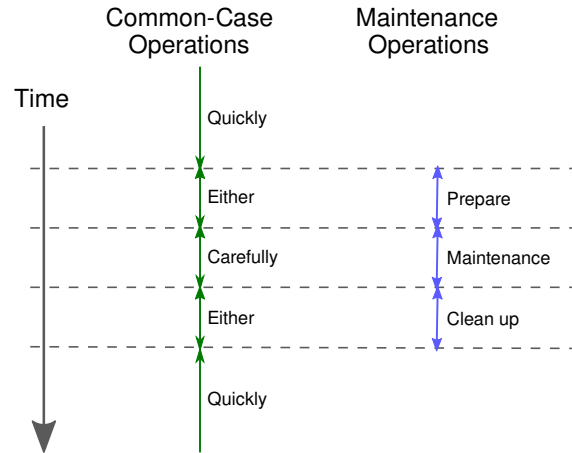 Common-Case
Operations
Maintenance
Operations
Time
Quickly
Either
Prepare
Carefully
Maintenance
Either
Clean up
Quickly